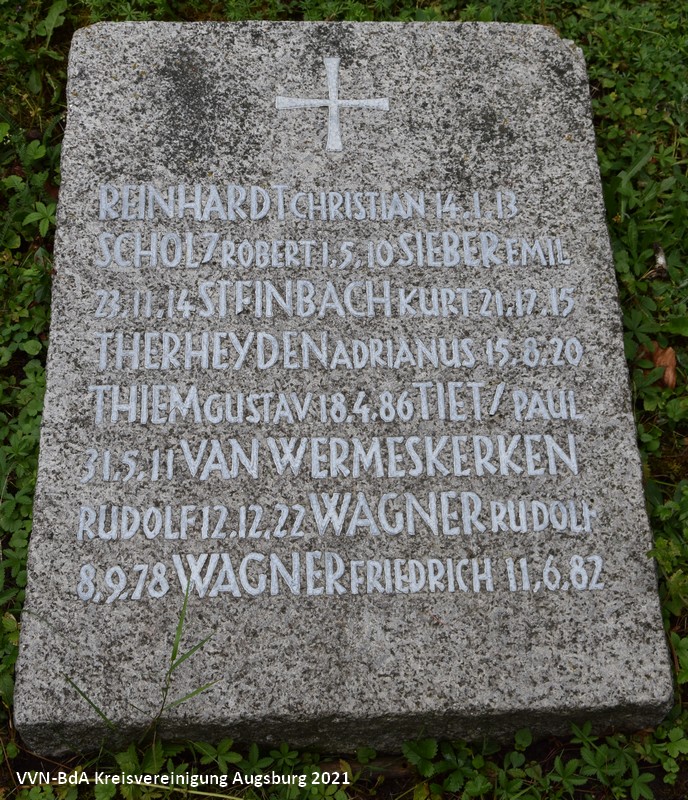 REINHARDT CHRISTIAN 14.1.13
SCHOLZ ROBERT 1.5.10 SIEBER EMIL
23.11.14 STEINBACH KURT 21.17.15
THERHEYDEN ADRIANUS 15.8.20
THIEM GUSTAV 18.4.86 TIETZ PAUL
31.5.11 VAN WERMESKERKEN
RUDOLF 12.12.22 WAGNER RUDOLF
8.9.78 WAGNER FRIEDRICH 11.6.82
VVN-BdA Kreisvereinigung Augsburg 2021